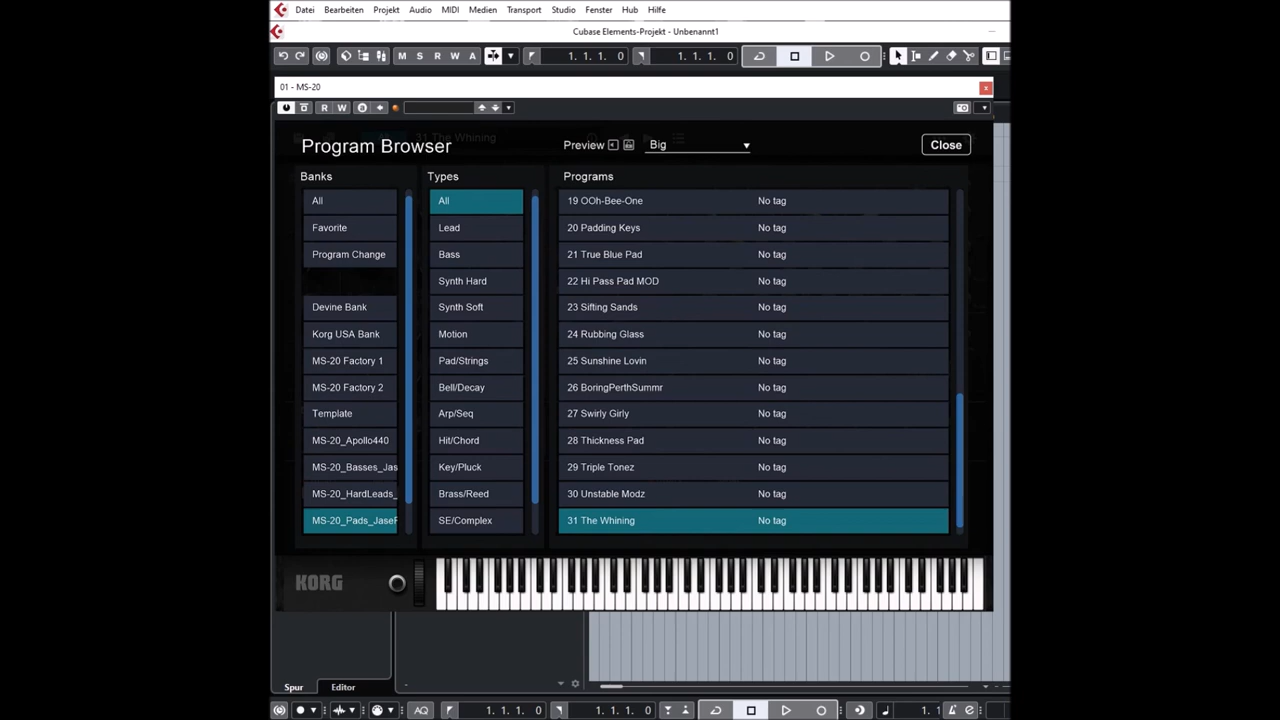 Datei Bearbeiten Projekt Audio MIDI Medien Transport Studio Fenster Hub Hilfe
Cubase Elements-Projekt - Unbenannt1
M S R W A 1. 1. 1. 0 1. 1. 1. 0
01 - MS-20
R W
31 The Whining
Program Browser Preview Big Close
Banks Types Programs
All All 19 OOh-Bee-One No tag
Favorite Lead 20 Padding Keys No tag
Program Change Bass 21 True Blue Pad No tag
Synth Hard 22 Hi Pass Pad MOD No tag
Devine Bank Synth Soft 23 Sifting Sands No tag
Korg USA Bank Motion 24 Rubbing Glass No tag
MS-20 Factory 1 Pad/Strings 25 Sunshine Lovin No tag
MS-20 Factory 2 Bell/Decay 26 BoringPerthSummr No tag
Template Arp/Seq 27 Swirly Girly No tag
MS-20_Apollo440 Hit/Chord 28 Thickness Pad No tag
MS-20_Basses_Jas Key/Pluck 29 Triple Tonez No tag
MS-20_HardLeads_ Brass/Reed 30 Unstable Modz No tag
MS-20_Pads_JaseF SE/Complex 31 The Whining No tag
KORG
Spur Editor
AQ 1. 1. 1. 0 1. 1. 1. 0 1. 1